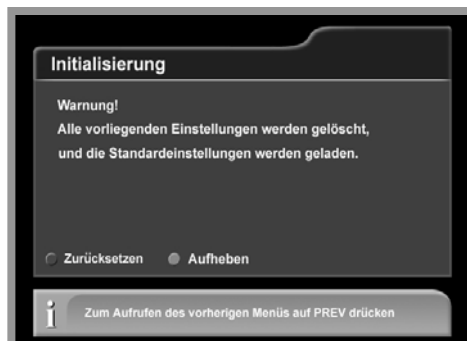 Initialisierung
Warnung!
Alle vorliegenden Einstellungen werden gelöscht,
und die Standardeinstellungen werden geladen.
Zurücksetzen Aufheben
i Zum Aufrufen des vorherigen Menüs auf PREV drücken